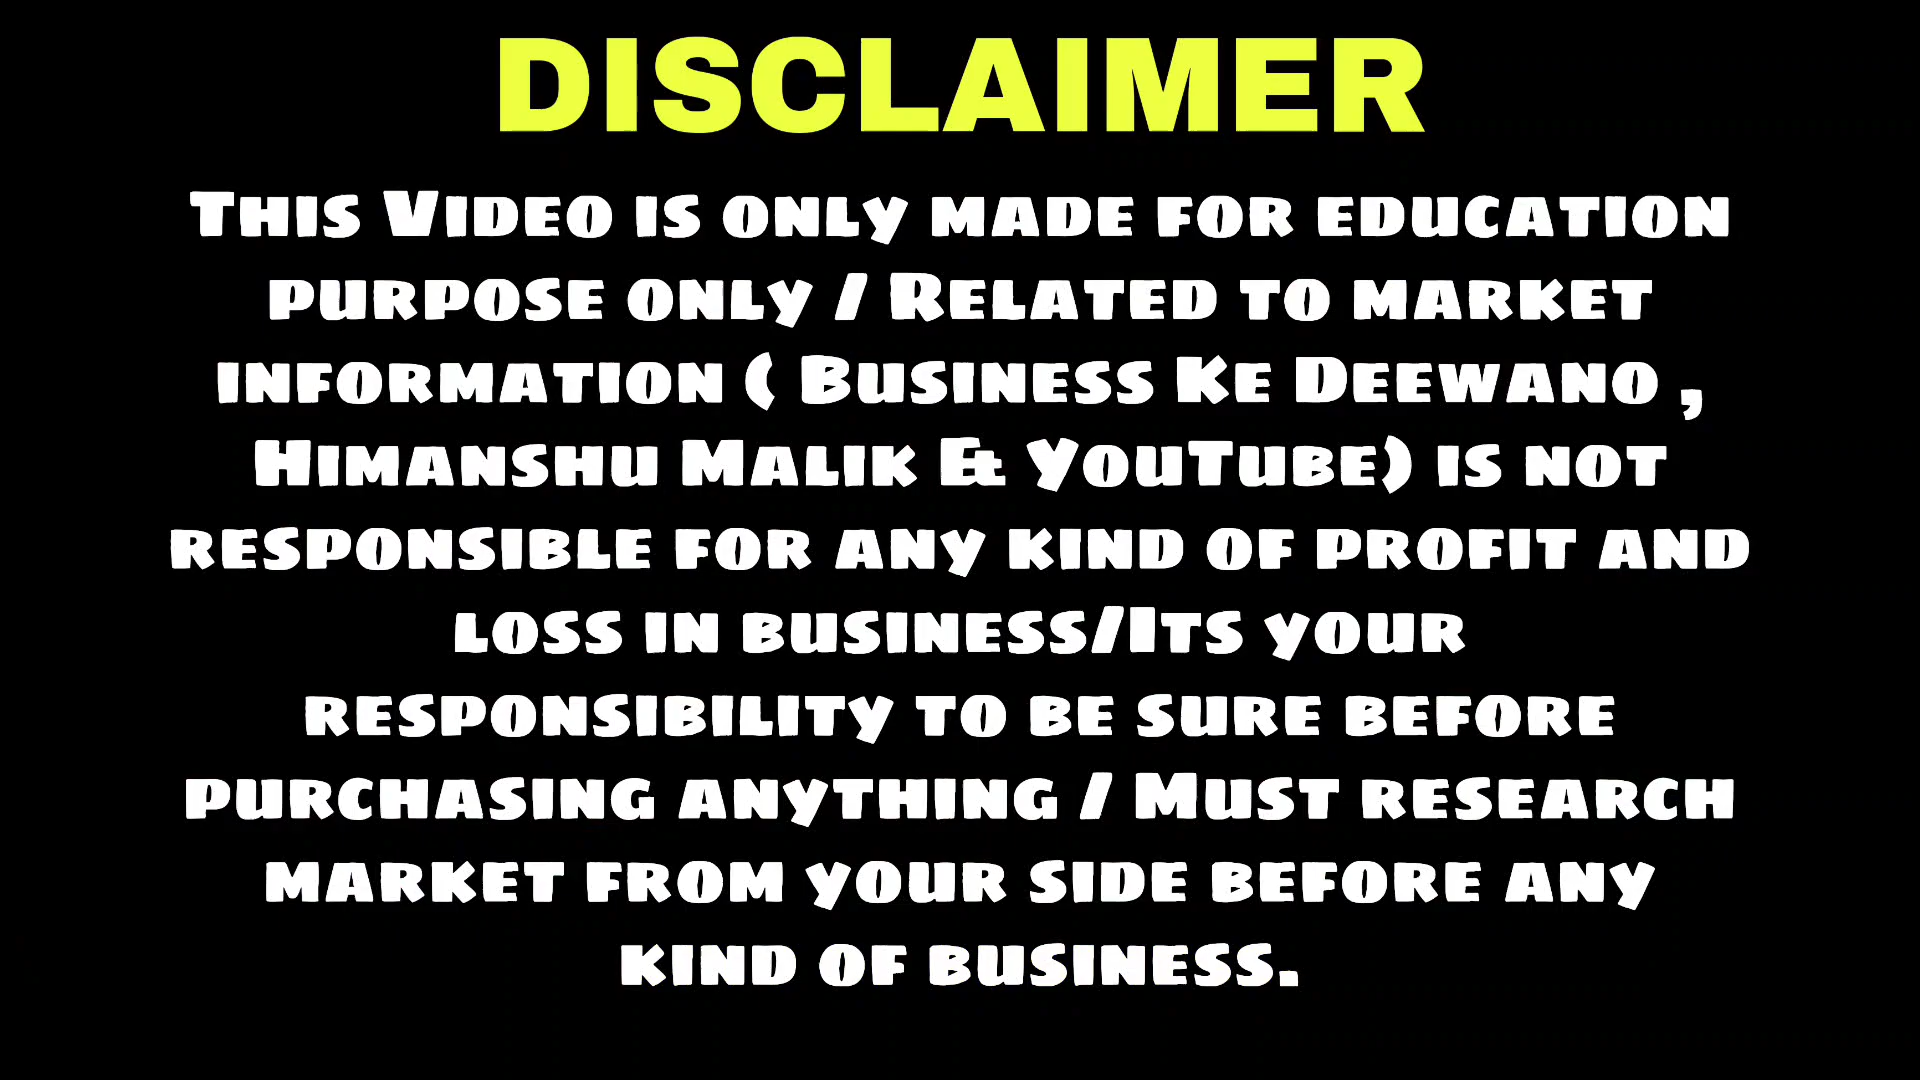 DISCLAIMER
This Video is only made for education
purpose only / Related to market
information ( Business Ke Deewano ,
Himanshu Malik & YouTube) is not
responsible for any kind of profit and
loss in business/Its your
responsibility to be sure before
purchasing anything / Must research
market from your side before any
kind of business.